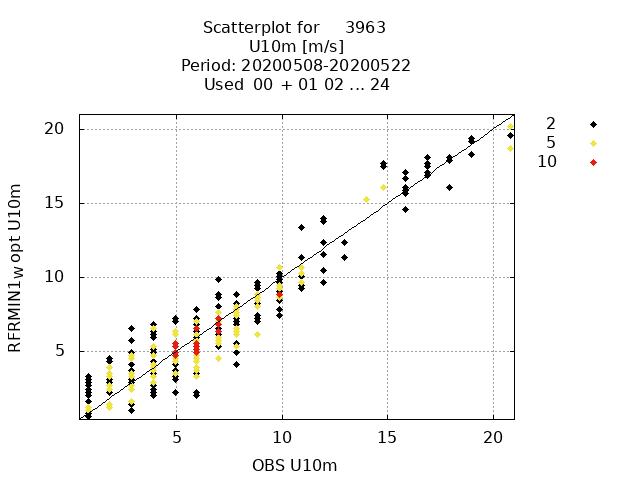 Scatterplot for 3963
U10m [m/s]
Period: 20200508-20200522
Used 00 + 01 02 ... 24
2
5
10
20
15
10
5
RFRMIN1w opt U10m
5 10 15 20
OBS U10m